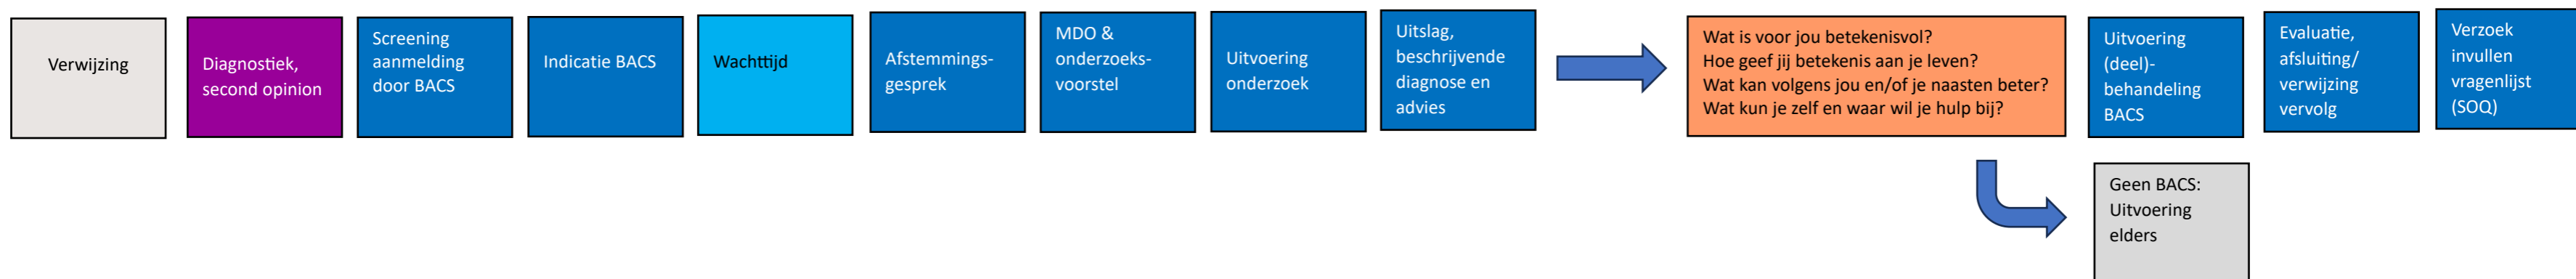 Verwijzing
Diagnostiek,
second opinion
Screening
aanmelding
door BACS
Indicatie BACS
Wachttijd
Afstemmings-
gesprek
MDO &
onderzoeks-
voorstel
Uitvoering
onderzoek
Uitslag,
beschrijvende
diagnose en
advies
Wat is voor jou betekenisvol?
Hoe geef jij betekenis aan je leven?
Wat kan volgens jou en/of je naasten beter?
Wat kun je zelf en waar wil je hulp bij?
Uitvoering
(deel)-
behandeling
BACS
Evaluatie,
afsluiting/
verwijzing
vervolg
Verzoek
invullen
vragenlijst
(SOQ)
Geen BACS:
Uitvoering
elders